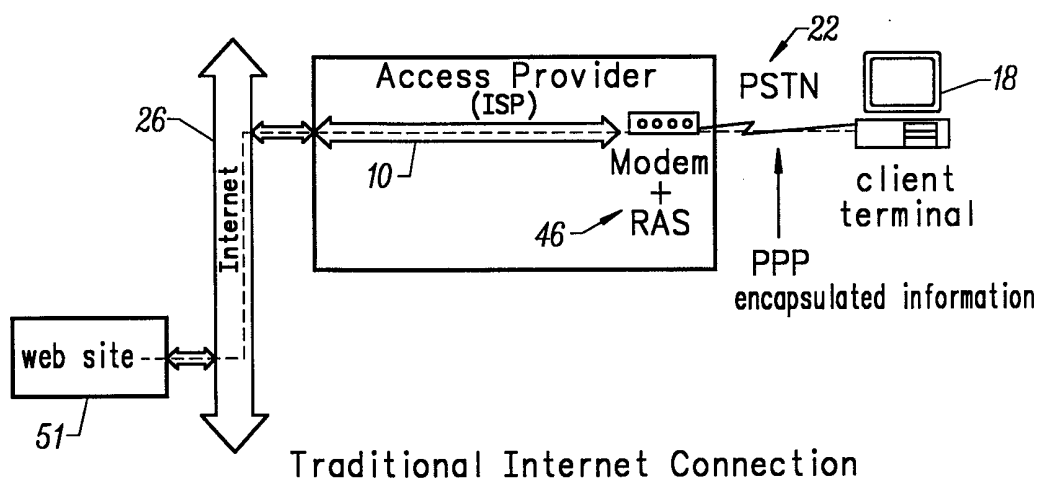 22
Access Provider
(ISP)
PSTN
18
26
Internet
10
Modem
+
RAS
46
client
terminal
PPP
encapsulated information
web site
51
Traditional Internet Connection